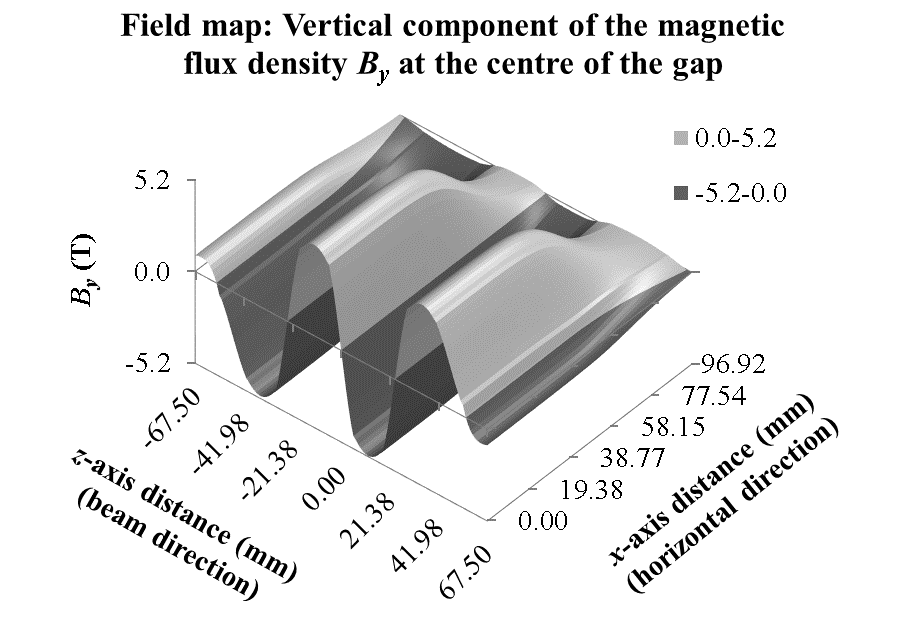 Field map: Vertical component of the magnetic
flux density By at the centre of the gap
0.0-5.2
-5.2-0.0
5.2
0.0
-5.2
By (T)
-67.50
-41.98
-21.38
0.00
21.38
41.98
67.50
z-axis distance (mm)
(beam direction)
96.92
77.54
58.15
38.77
19.38
0.00
x-axis distance (mm)
(horizontal direction)